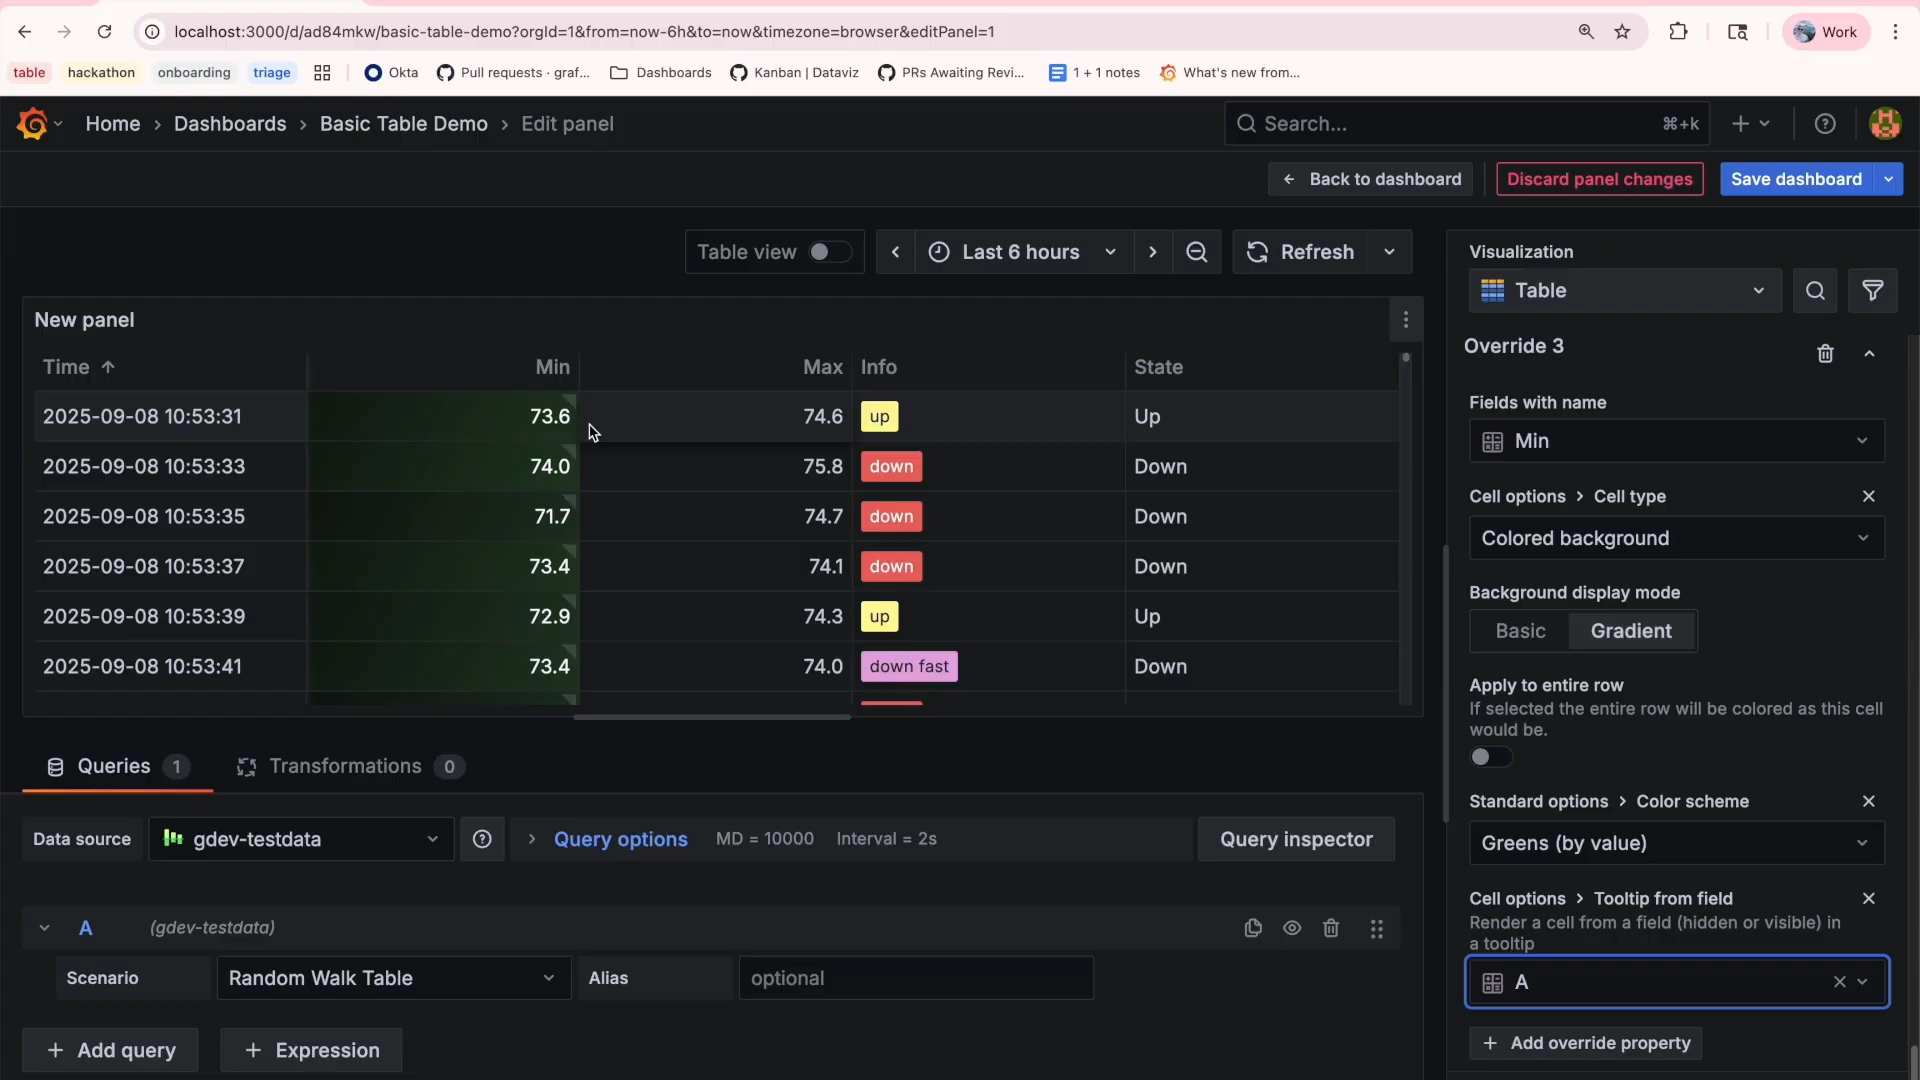 localhost:3000/d/ad84mkw/basic-table-demo?orgId=1&from=now-6h&to=now&timezone=browser&editPanel=1
Work
table hackathon onboarding triage Okta Pull requests · graf... Dashboards Kanban | Dataviz PRs Awaiting Revi... 1 + 1 notes What's new from...
Home › Dashboards › Basic Table Demo › Edit panel
Search... ⌘+k
Back to dashboard Discard panel changes Save dashboard
Table view Last 6 hours Refresh
New panel
Time Min Max Info State
2025-09-08 10:53:31 73.6 74.6 up Up
2025-09-08 10:53:33 74.0 75.8 down Down
2025-09-08 10:53:35 71.7 74.7 down Down
2025-09-08 10:53:37 73.4 74.1 down Down
2025-09-08 10:53:39 72.9 74.3 up Up
2025-09-08 10:53:41 73.4 74.0 down fast Down
Queries 1 Transformations 0
Data source gdev-testdata Query options MD = 10000 Interval = 2s Query inspector
A (gdev-testdata)
Scenario Random Walk Table Alias optional
+ Add query + Expression
Visualization
Table
Override 3
Fields with name
Min
Cell options › Cell type
Colored background
Background display mode
Basic Gradient
Apply to entire row
If selected the entire row will be colored as this cell
would be.
Standard options › Color scheme
Greens (by value)
Cell options › Tooltip from field
Render a cell from a field (hidden or visible) in
a tooltip
A
+ Add override property